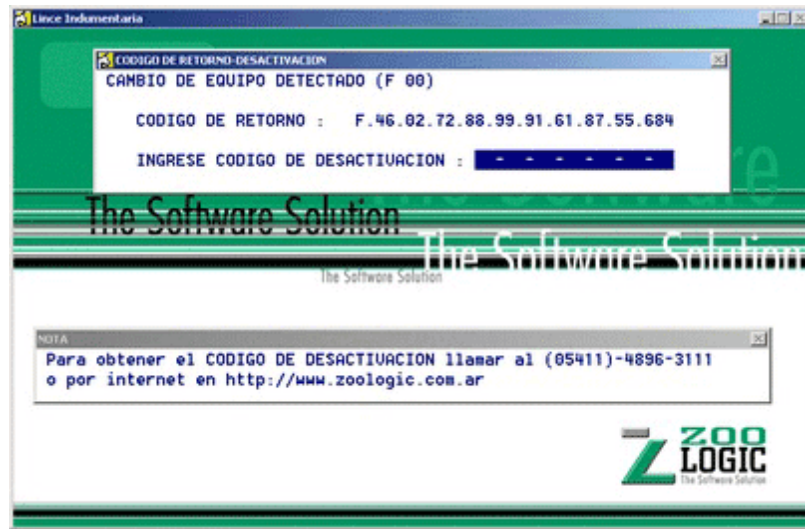 Lince Indumentaria
CODIGO DE RETORNO-DESACTIVACION
CAMBIO DE EQUIPO DETECTADO (F 00)
CODIGO DE RETORNO : F.46.02.72.88.99.91.61.87.55.684
INGRESE CODIGO DE DESACTIVACION : - - - - - -
The Software Solution
The Software Solution
The Software Solution
NOTA
Para obtener el CODIGO DE DESACTIVACION llamar al (05411)-4896-3111
o por internet en http://www.zoologic.com.ar
ZOO
LOGIC
The Software Solution